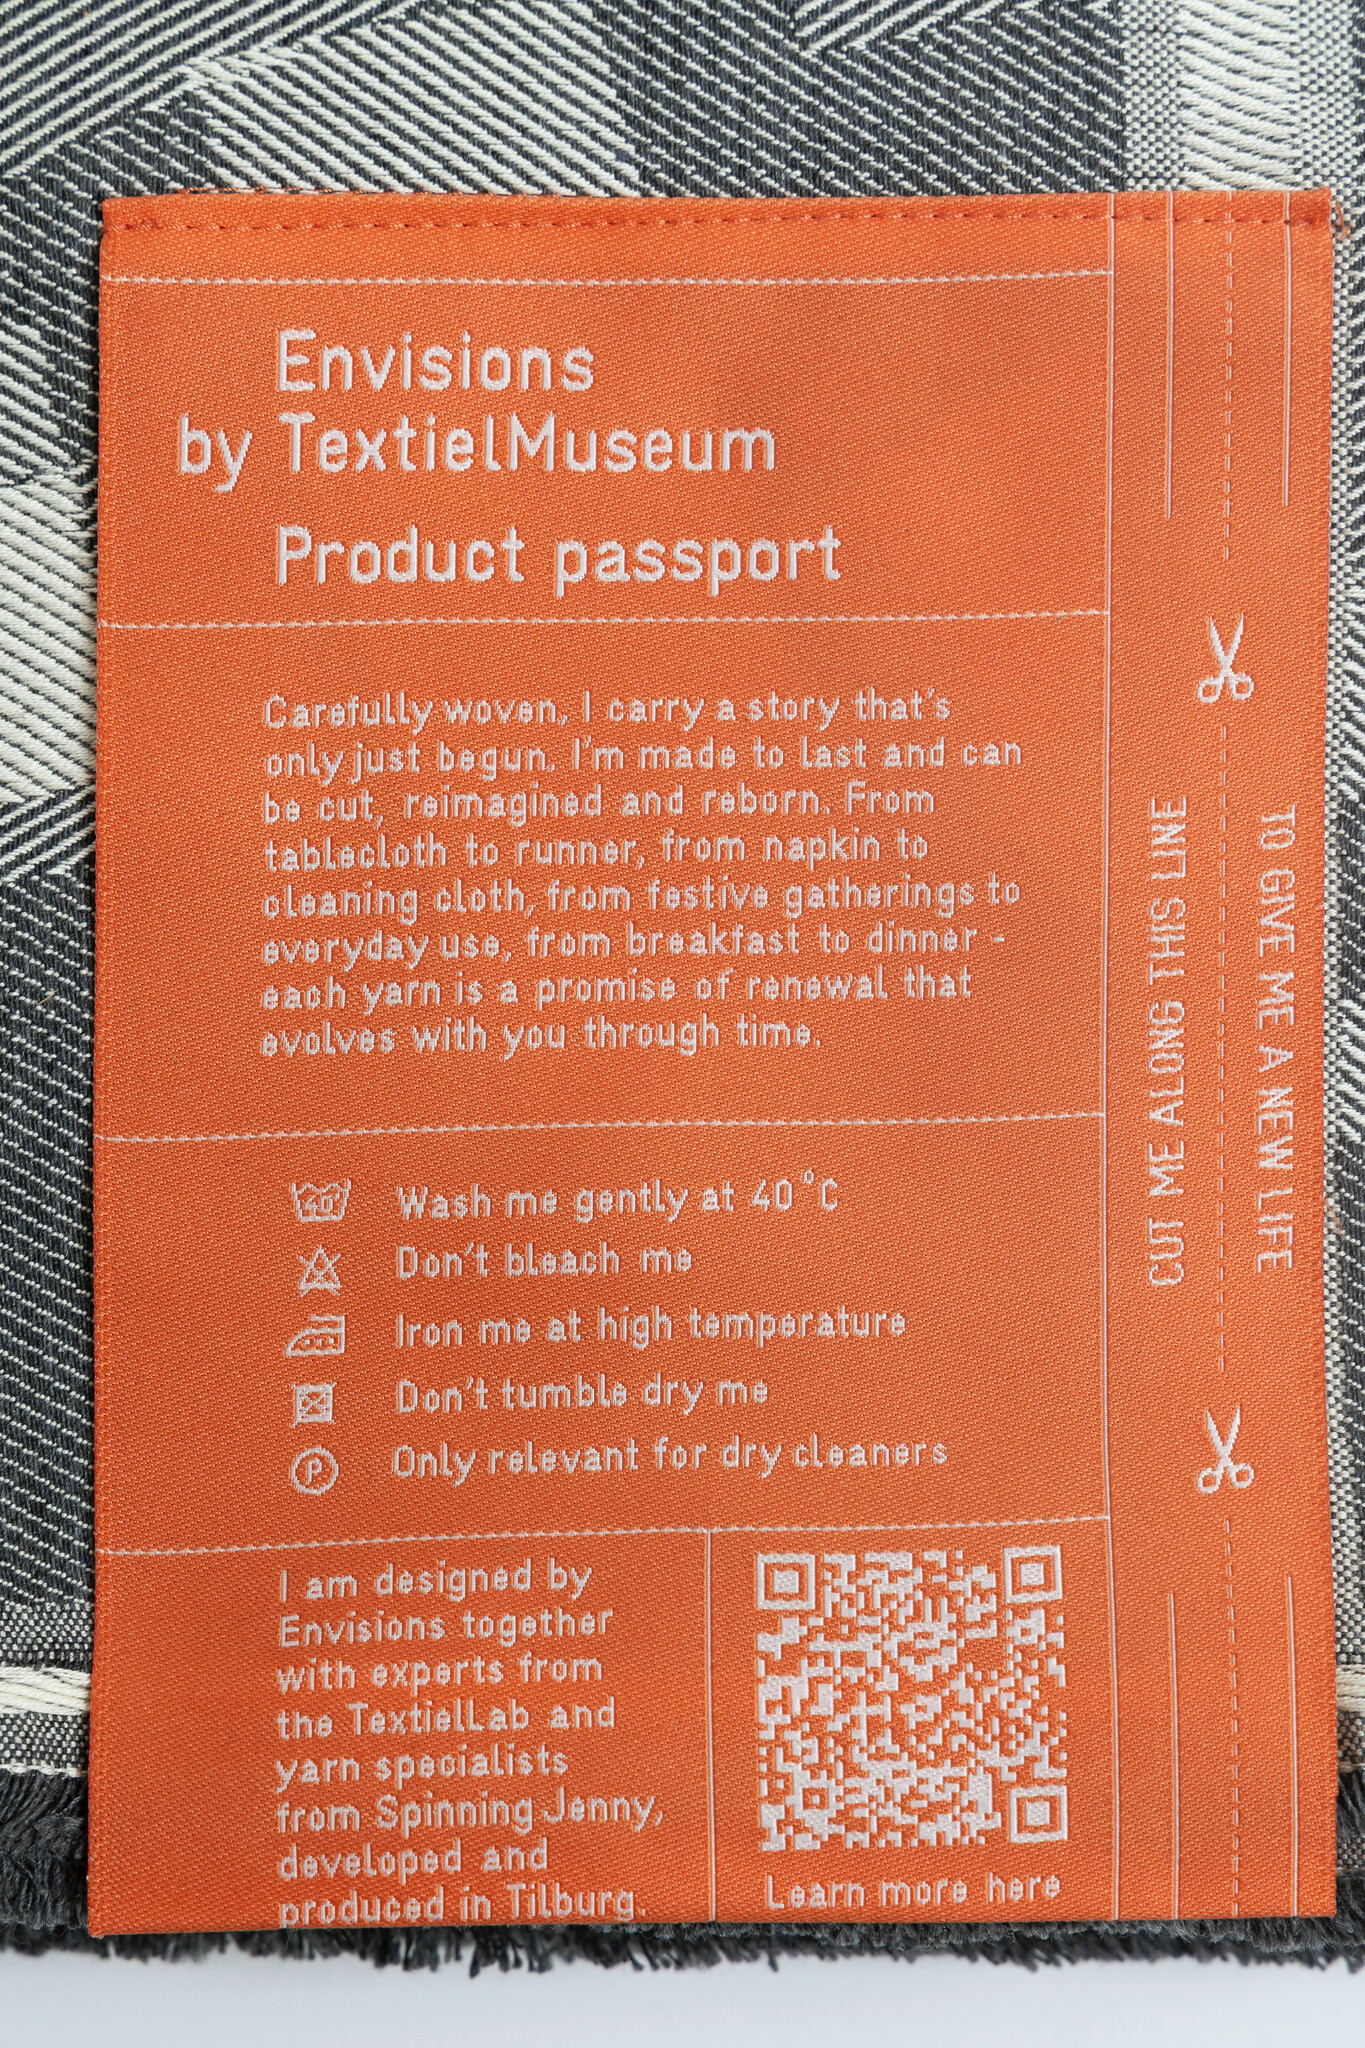 Envisions
by TextielMuseum
Product passport
Carefully woven. I carry a story that's
only just begun. I'm made to last and can
be cut, reimagined and reborn. From
tablecloth to runner, from napkin to
cleaning cloth, from festive gatherings to
everyday use, from breakfast to dinner -
each yarn is a promise of renewal that
evolves with you through time.
40°
Wash me gently at 40°C
Don't bleach me
Iron me at high temperature
Don't tumble dry me
P
Only relevant for dry cleaners
I am designed by
Envisions together
with experts from
the TextielLab and
yarn specialists
from Spinning Jenny,
developed and
produced in Tilburg.
Learn more here
CUT ME ALONG THIS LINE
TO GIVE ME A NEW LIFE